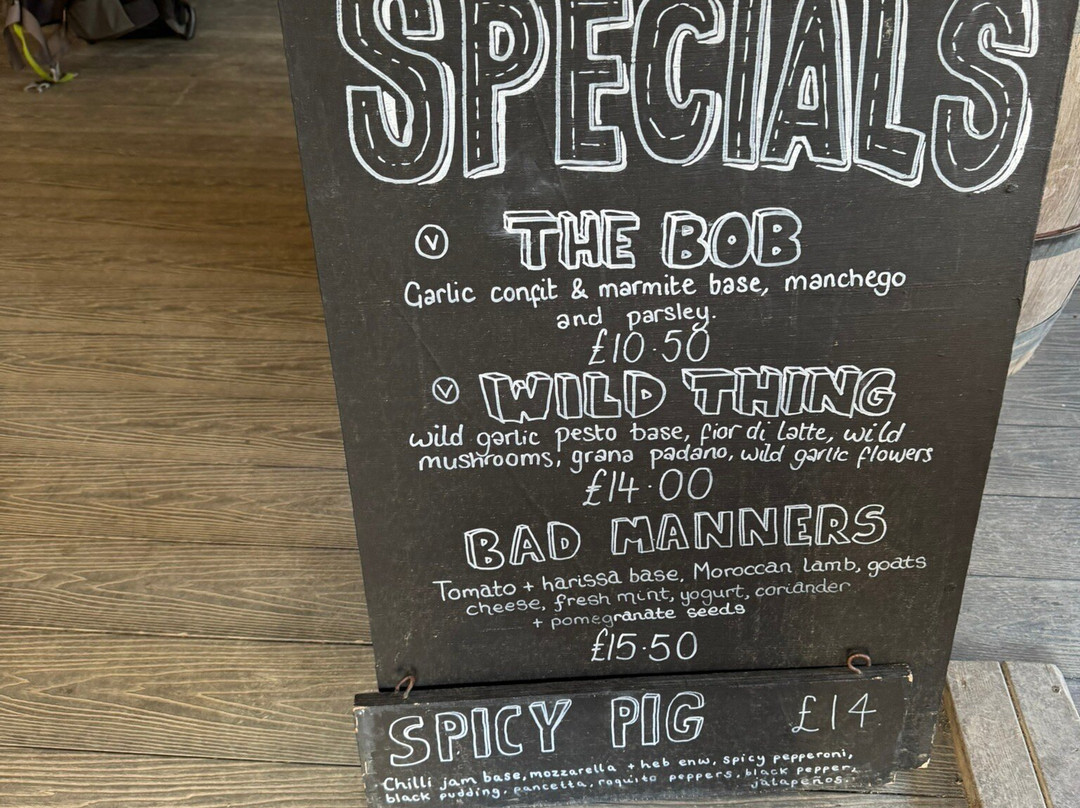 SPECIALS
V THE BOB
Garlic confit & marmite base, manchego
and parsley.
£10.50
V WILD THING
wild garlic pesto base, fior di latte, wild
mushrooms, grana padano, wild garlic flowers
£14.00
BAD MANNERS
Tomato + harissa base, Moroccan lamb, goats
cheese, fresh mint, yogurt, coriander
+ pomegranate seeds
£15.50
SPICY PIG £14
Chilli jam base, mozzarella + heb enw, spicy pepperoni,
black pudding, pancetta, roquito peppers, black pepper,
jalapeños.